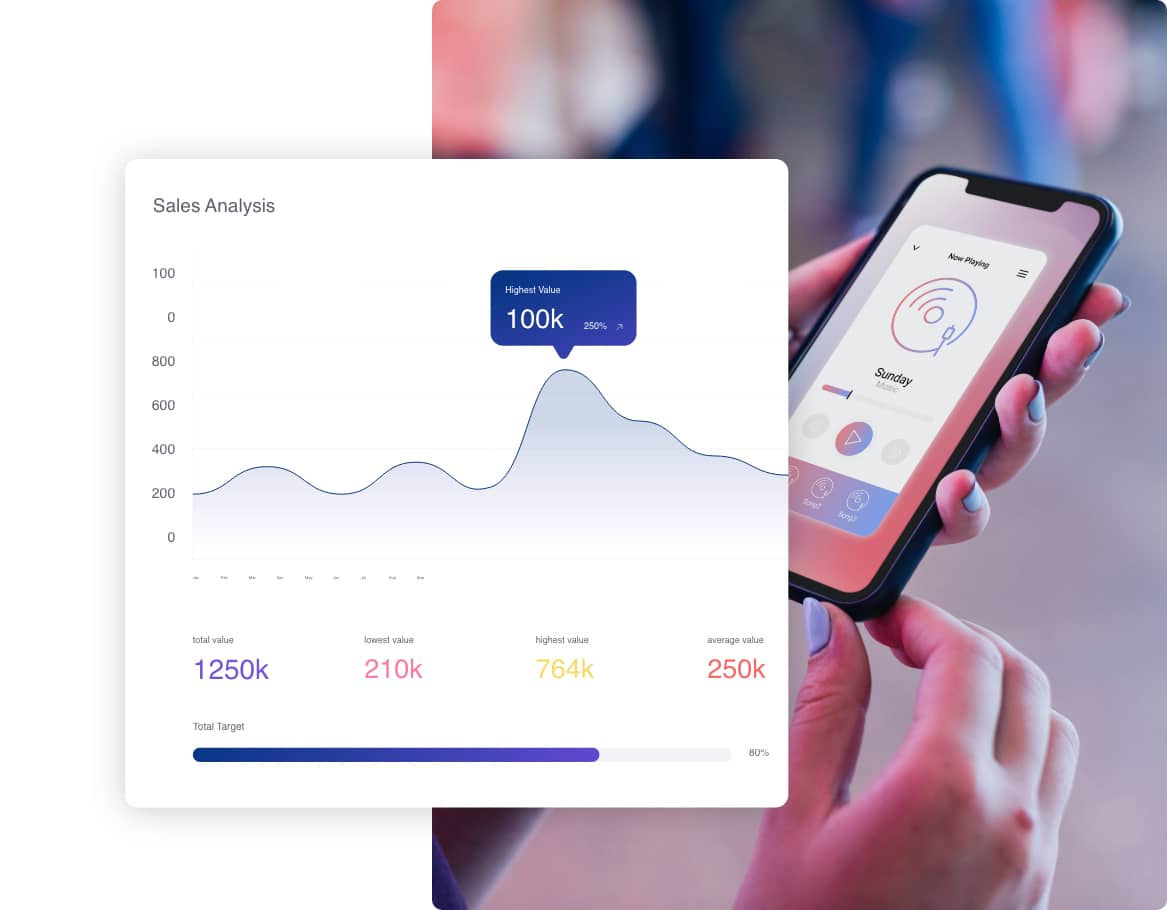 Sales Analysis
100
0
800
600
400
200
0
Highest Value
100k 250%
Jan Feb Mar May Jun Jul Aug Sep
total value lowest value highest value average value
1250k 210k 764k 250k
Total Target
80%
Now Playing
Sunday
Music
Song2 Song3